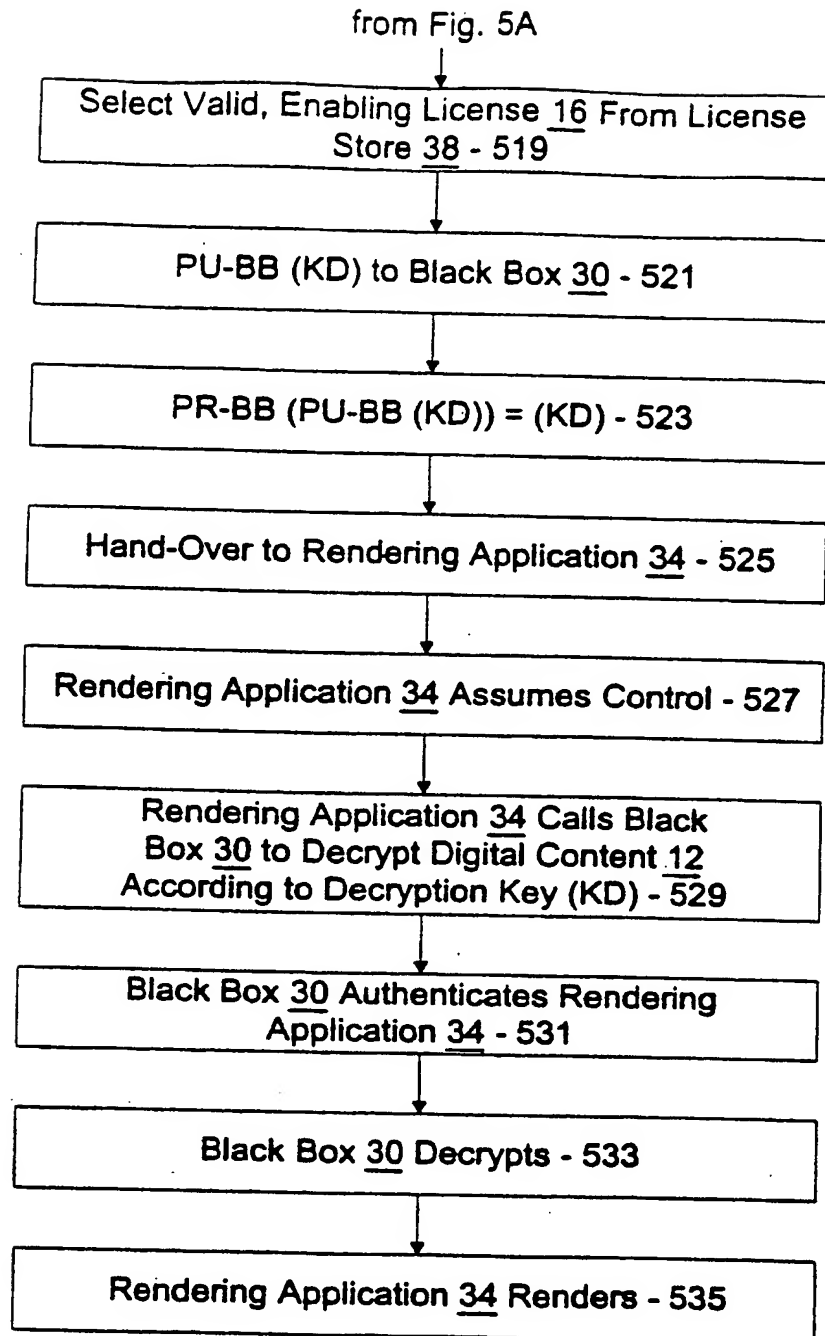 from Fig. 5A
Select Valid, Enabling License 16 From License
Store 38 - 519
PU-BB (KD) to Black Box 30 - 521
PR-BB (PU-BB (KD)) = (KD) - 523
Hand-Over to Rendering Application 34 - 525
Rendering Application 34 Assumes Control - 527
Rendering Application 34 Calls Black
Box 30 to Decrypt Digital Content 12
According to Decryption Key (KD) - 529
Black Box 30 Authenticates Rendering
Application 34 - 531
Black Box 30 Decrypts - 533
Rendering Application 34 Renders - 535